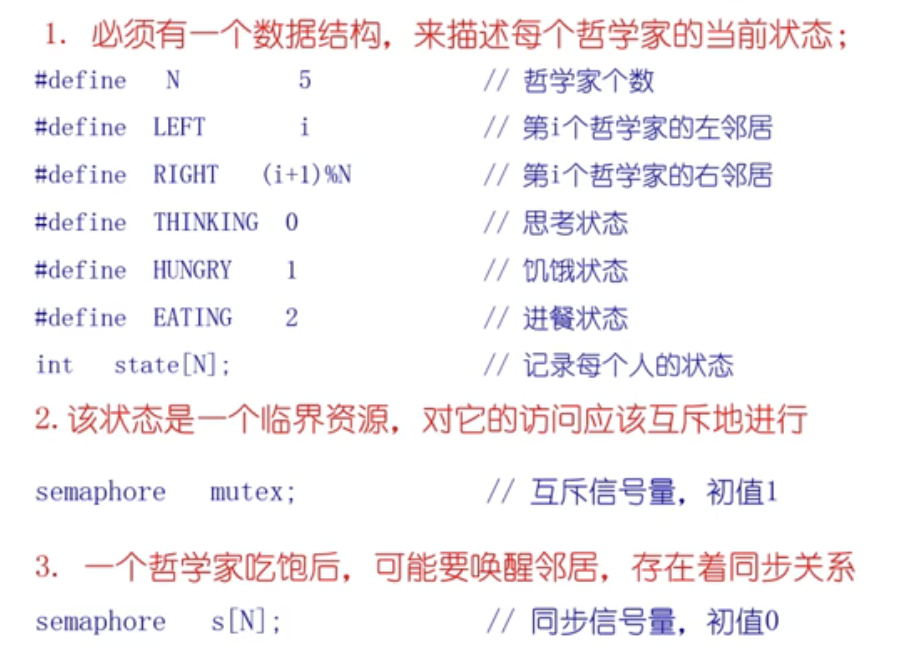 1. 必须有一个数据结构，来描述每个哲学家的当前状态；
#define N 5 // 哲学家个数
#define LEFT i // 第i个哲学家的左邻居
#define RIGHT (i+1)%N // 第i个哲学家的右邻居
#define THINKING 0 // 思考状态
#define HUNGRY 1 // 饥饿状态
#define EATING 2 // 进餐状态
int state[N]; // 记录每个人的状态
2.该状态是一个临界资源，对它的访问应该互斥地进行
semaphore mutex; // 互斥信号量，初值1
3. 一个哲学家吃饱后，可能要唤醒邻居，存在着同步关系
semaphore s[N]; // 同步信号量，初值0